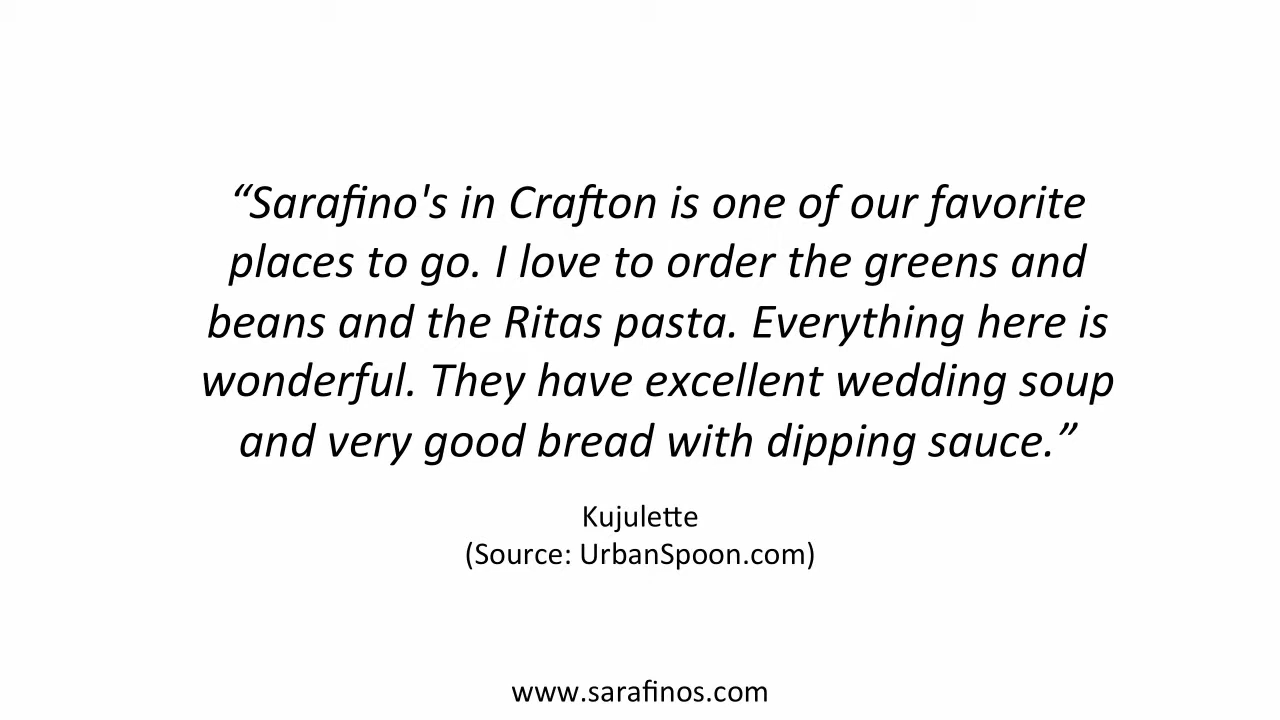 “Sarafino's in Crafton is one of our favorite
places to go. I love to order the greens and
beans and the Ritas pasta. Everything here is
wonderful. They have excellent wedding soup
and very good bread with dipping sauce.”
Kujulette
(Source: UrbanSpoon.com)
www.sarafinos.com